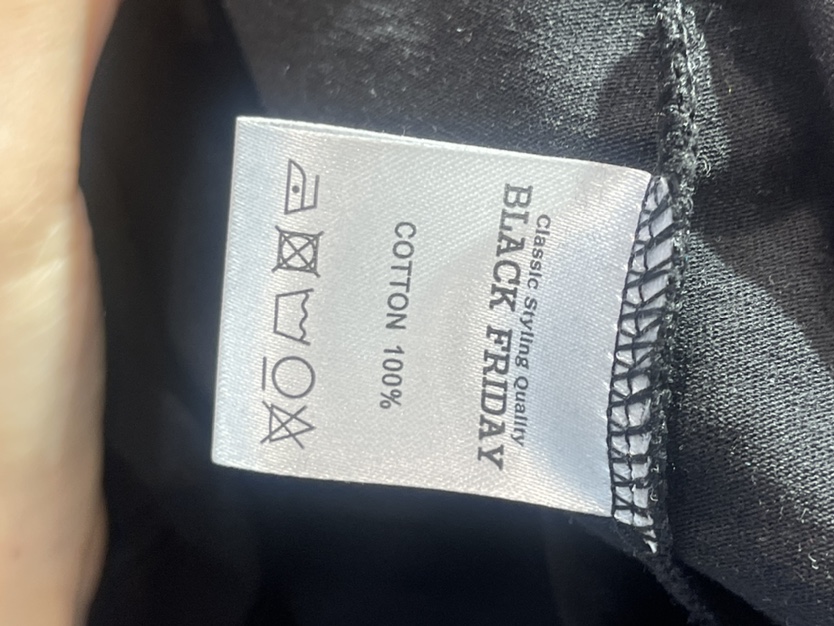 Classic Styling Quality
BLACK FRIDAY
COTTON 100%